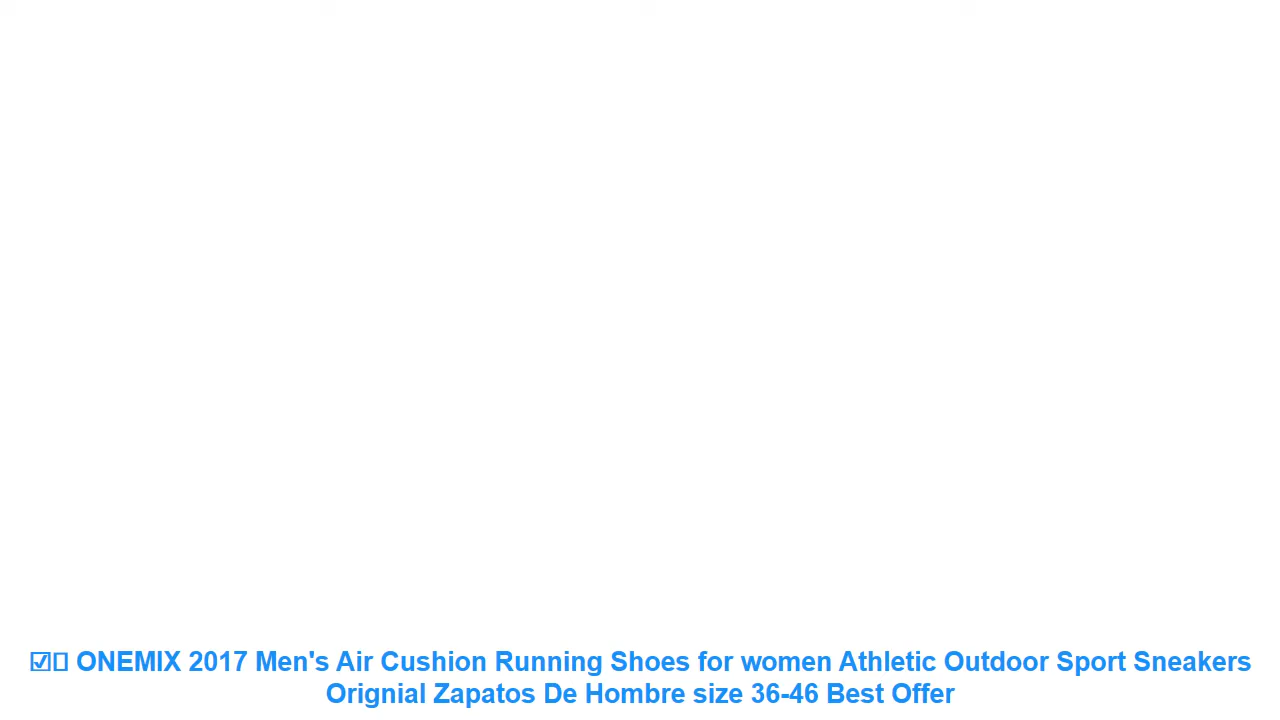 ☑️ ONEMIX 2017 Men's Air Cushion Running Shoes for women Athletic Outdoor Sport Sneakers
Orignial Zapatos De Hombre size 36-46 Best Offer